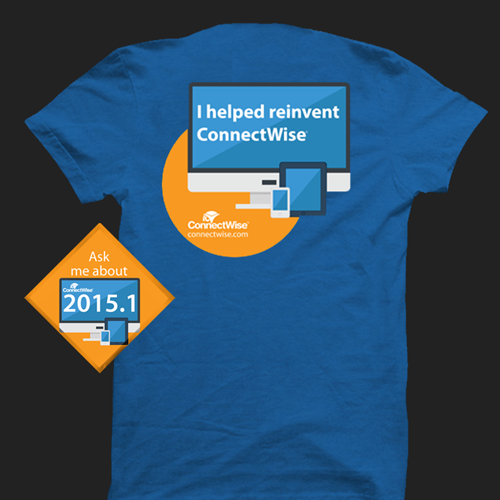 I helped reinvent
ConnectWise®
ConnectWise®
connectwise.com
Ask
me about
ConnectWise®
2015.1